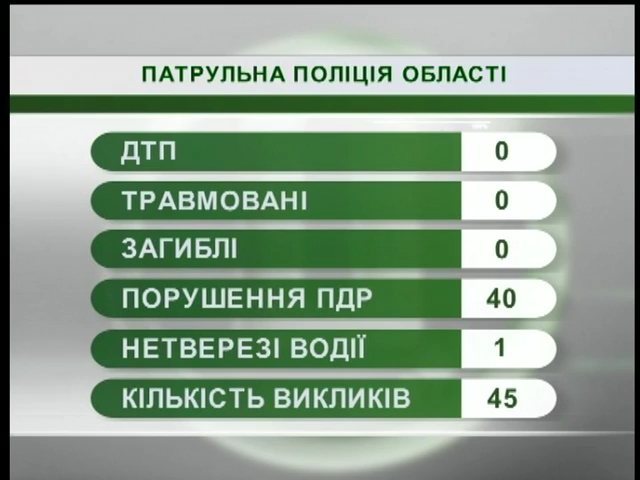 ПАТРУЛЬНА ПОЛІЦІЯ ОБЛАСТІ
ДТП 0
ТРАВМОВАНІ 0
ЗАГИБЛІ 0
ПОРУШЕННЯ ПДР 40
НЕТВЕРЕЗІ ВОДІЇ 1
КІЛЬКІСТЬ ВИКЛИКІВ 45